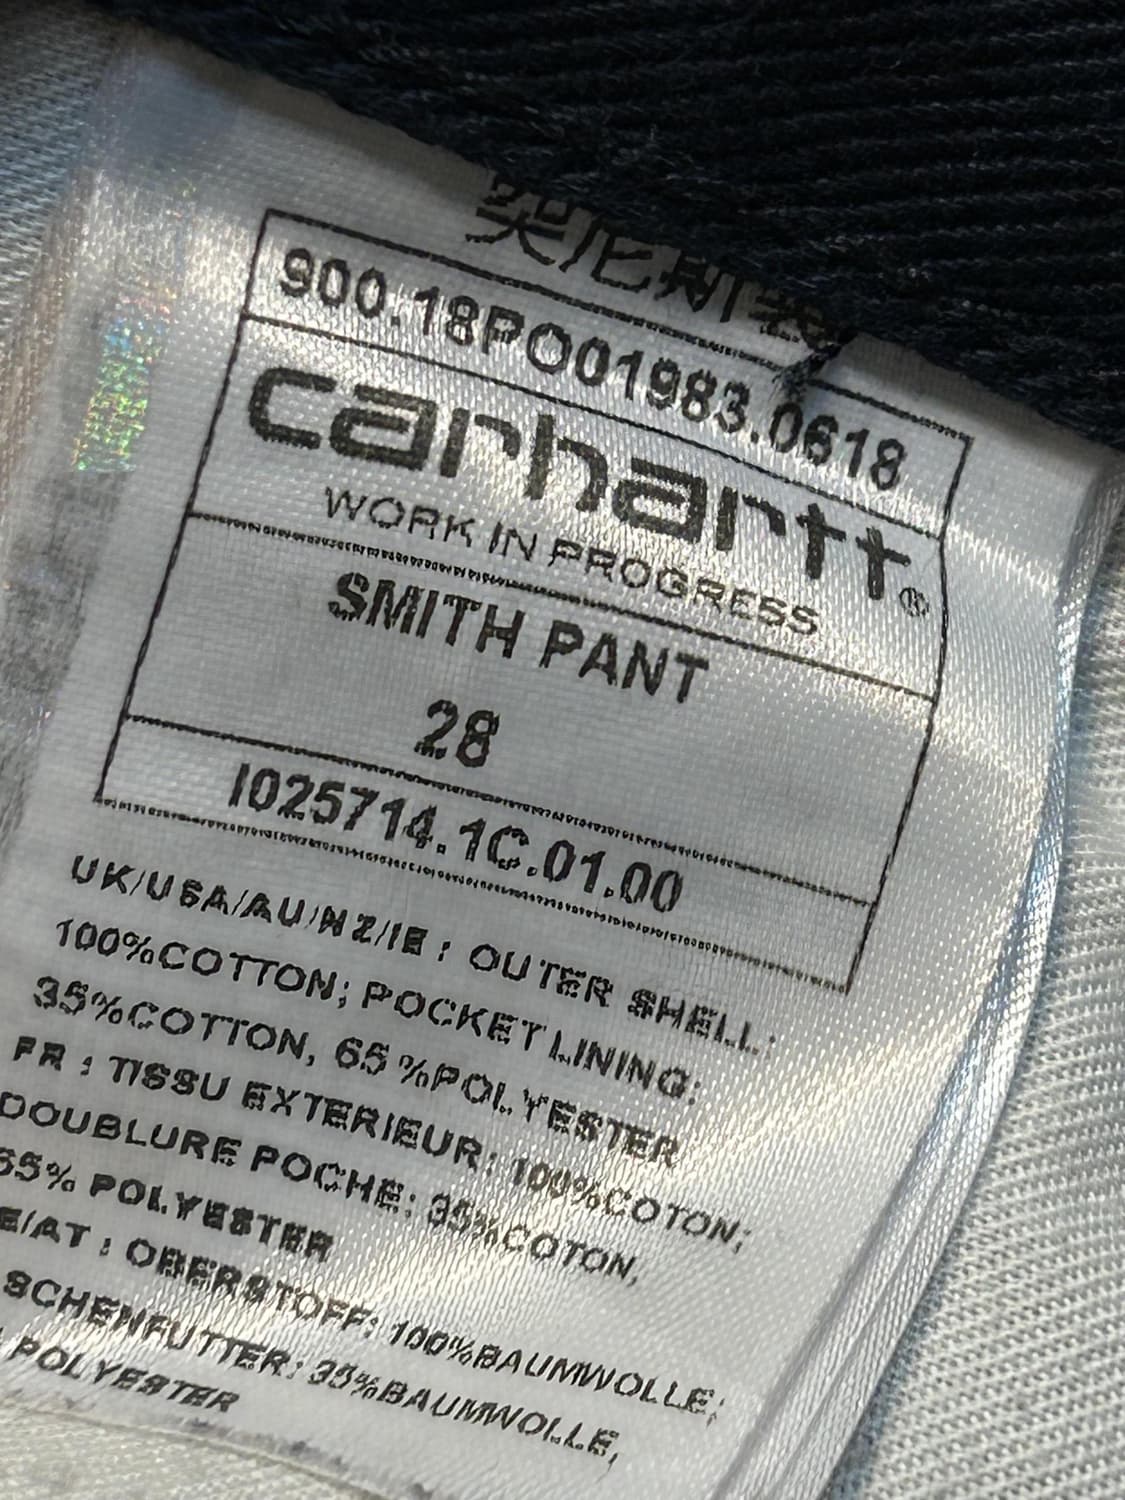 900.18PO01983.0618
carhartt®
WORK IN PROGRESS
SMITH PANT
28
I025714.1C.01.00
UK/USA/AU/NZ/IE : OUTER SHELL:
100%COTTON; POCKET LINING:
35%COTTON, 65%POLYESTER
FR : TISSU EXTERIEUR: 100%COTON;
DOUBLURE POCHE: 35%COTON,
65% POLYESTER
E/AT : OBERSTOFF: 100%BAUMWOLLE;
SCHENFUTTER: 35%BAUMWOLLE,
POLYESTER